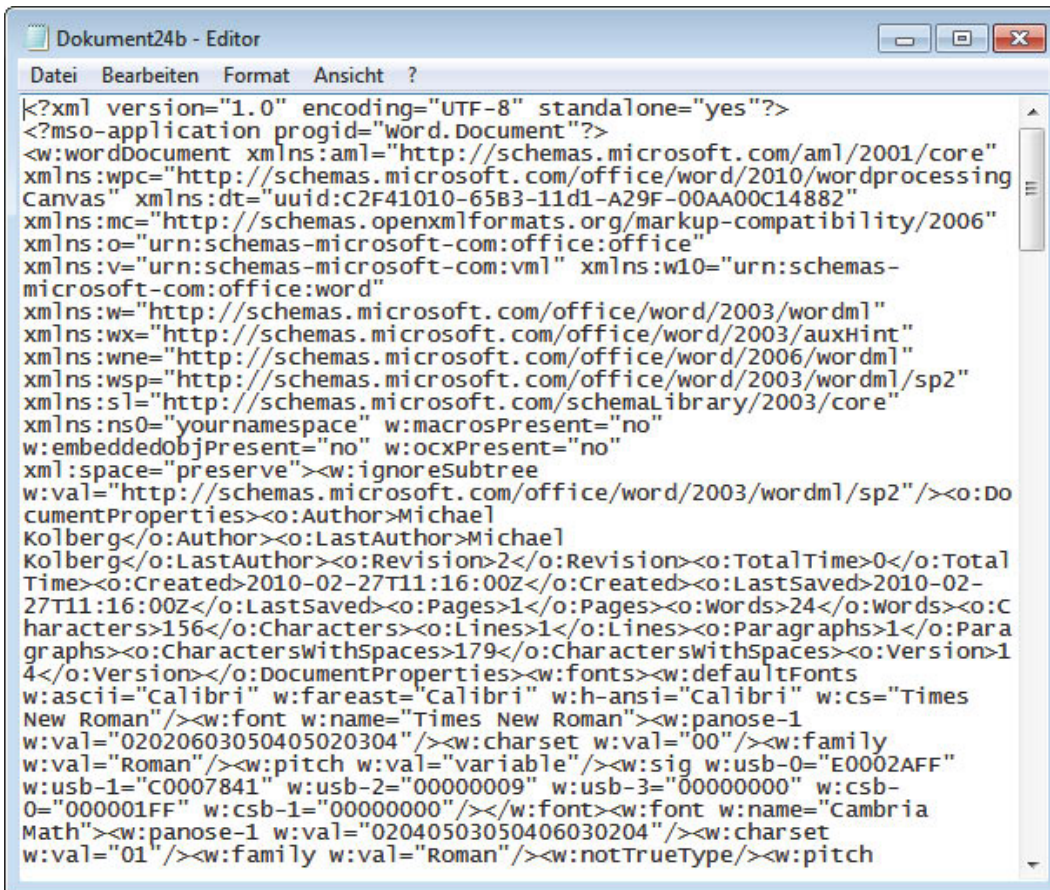 Dokument24b - Editor
Datei Bearbeiten Format Ansicht ?
<?xml version="1.0" encoding="UTF-8" standalone="yes"?>
<?mso-application progid="Word.Document"?>
<w:wordDocument xmlns:aml="http://schemas.microsoft.com/aml/2001/core"
xmlns:wpc="http://schemas.microsoft.com/office/word/2010/wordprocessing
Canvas" xmlns:dt="uuid:C2F41010-65B3-11d1-A29F-00AA00C14882"
xmlns:mc="http://schemas.openxmlformats.org/markup-compatibility/2006"
xmlns:o="urn:schemas-microsoft-com:office:office"
xmlns:v="urn:schemas-microsoft-com:vml" xmlns:w10="urn:schemas-
microsoft-com:office:word"
xmlns:w="http://schemas.microsoft.com/office/word/2003/wordml"
xmlns:wx="http://schemas.microsoft.com/office/word/2003/auxHint"
xmlns:wne="http://schemas.microsoft.com/office/word/2006/wordml"
xmlns:wsp="http://schemas.microsoft.com/office/word/2003/wordml/sp2"
xmlns:sl="http://schemas.microsoft.com/schemaLibrary/2003/core"
xmlns:ns0="yournamespace" w:macrosPresent="no"
w:embeddedObjPresent="no" w:ocxPresent="no"
xml:space="preserve"><w:ignoreSubtree
w:val="http://schemas.microsoft.com/office/word/2003/wordml/sp2"/><o:Do
cumentProperties><o:Author>Michael
Kolberg</o:Author><o:LastAuthor>Michael
Kolberg</o:LastAuthor><o:Revision>2</o:Revision><o:TotalTime>0</o:Total
Time><o:Created>2010-02-27T11:16:00Z</o:Created><o:LastSaved>2010-02-
27T11:16:00Z</o:LastSaved><o:Pages>1</o:Pages><o:Words>24</o:Words><o:C
haracters>156</o:Characters><o:Lines>1</o:Lines><o:Paragraphs>1</o:Para
graphs><o:CharactersWithSpaces>179</o:CharactersWithSpaces><o:Version>1
4</o:Version></o:DocumentProperties><w:fonts><w:defaultFonts
w:ascii="Calibri" w:fareast="Calibri" w:h-ansi="Calibri" w:cs="Times
New Roman"/><w:font w:name="Times New Roman"><w:panose-1
w:val="02020603050405020304"/><w:charset w:val="00"/><w:family
w:val="Roman"/><w:pitch w:val="variable"/><w:sig w:usb-0="E0002AFF"
w:usb-1="C0007841" w:usb-2="00000009" w:usb-3="00000000" w:csb-
0="000001FF" w:csb-1="00000000"/></w:font><w:font w:name="Cambria
Math"><w:panose-1 w:val="02040503050406030204"/><w:charset
w:val="01"/><w:family w:val="Roman"/><w:notTrueType/><w:pitch